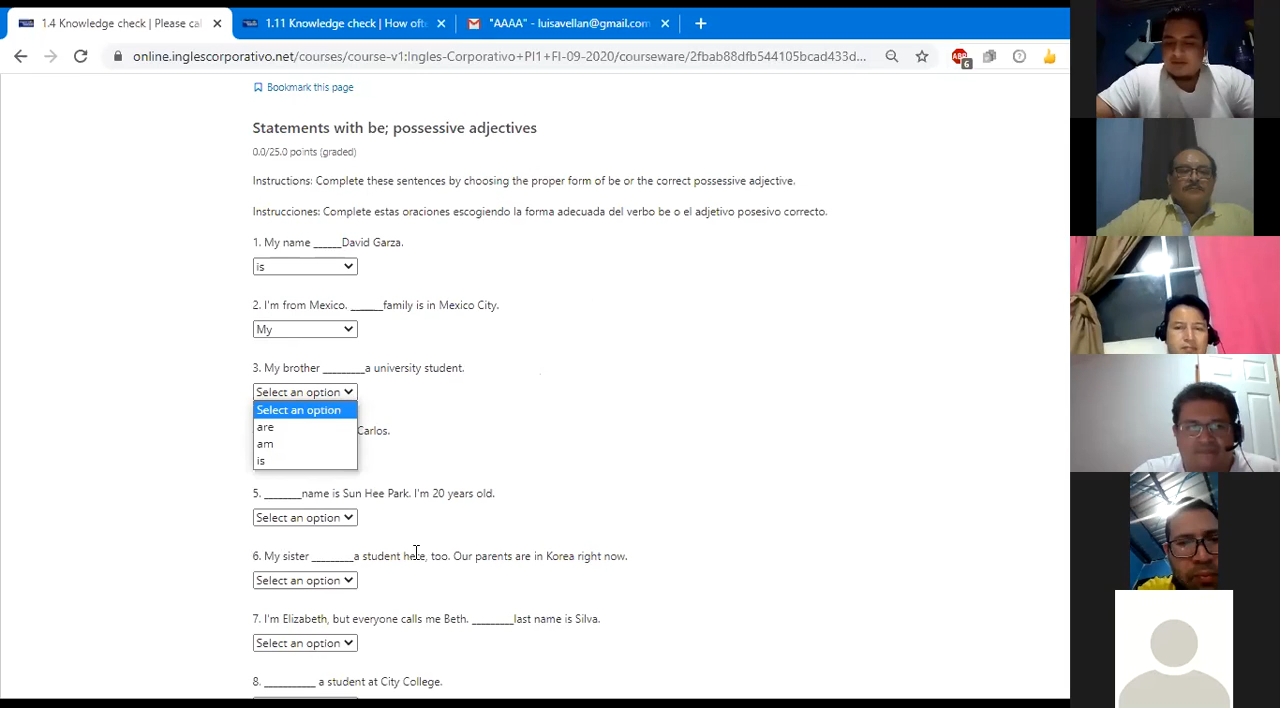 1.4 Knowledge check | Please cal
1.11 Knowledge check | How oft
"AAAA" - luisavellan@gmail.com
online.inglescorporativo.net/courses/course-v1:Ingles-Corporativo+PI1+FI-09-2020/courseware/2fbab88dfb544105bcad433d...
6
Bookmark this page
Statements with be; possessive adjectives
0.0/25.0 points (graded)
Instructions: Complete these sentences by choosing the proper form of be or the correct possessive adjective.
Instrucciones: Complete estas oraciones escogiendo la forma adecuada del verbo be o el adjetivo posesivo correcto.
1. My name ______David Garza.
is
2. I'm from Mexico. ______family is in Mexico City.
My
3. My brother ________a university student.
Select an option
Select an option
are
am
is
Carlos.
5. _______name is Sun Hee Park. I'm 20 years old.
Select an option
6. My sister ________a student here, too. Our parents are in Korea right now.
Select an option
7. I'm Elizabeth, but everyone calls me Beth. ________last name is Silva.
Select an option
8. __________ a student at City College.